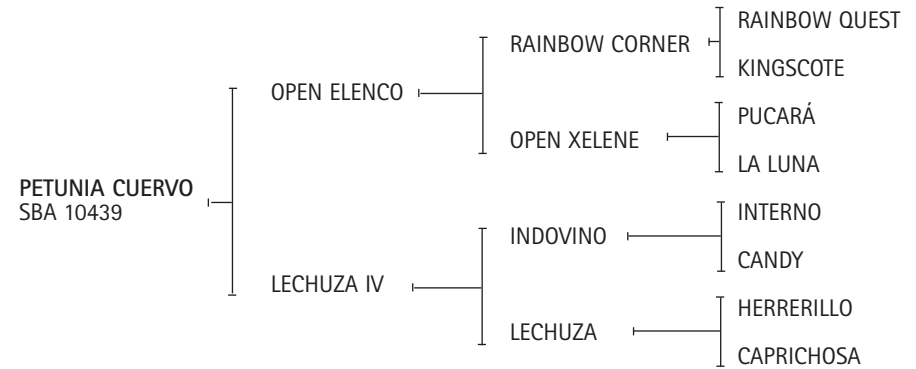 PETUNIA CUERVO
SBA 10439
OPEN ELENCO
LECHUZA IV
RAINBOW CORNER
OPEN XELENE
INDOVINO
LECHUZA
RAINBOW QUEST
KINGSCOTE
PUCARÁ
LA LUNA
INTERNO
CANDY
HERRERILLO
CAPRICHOSA